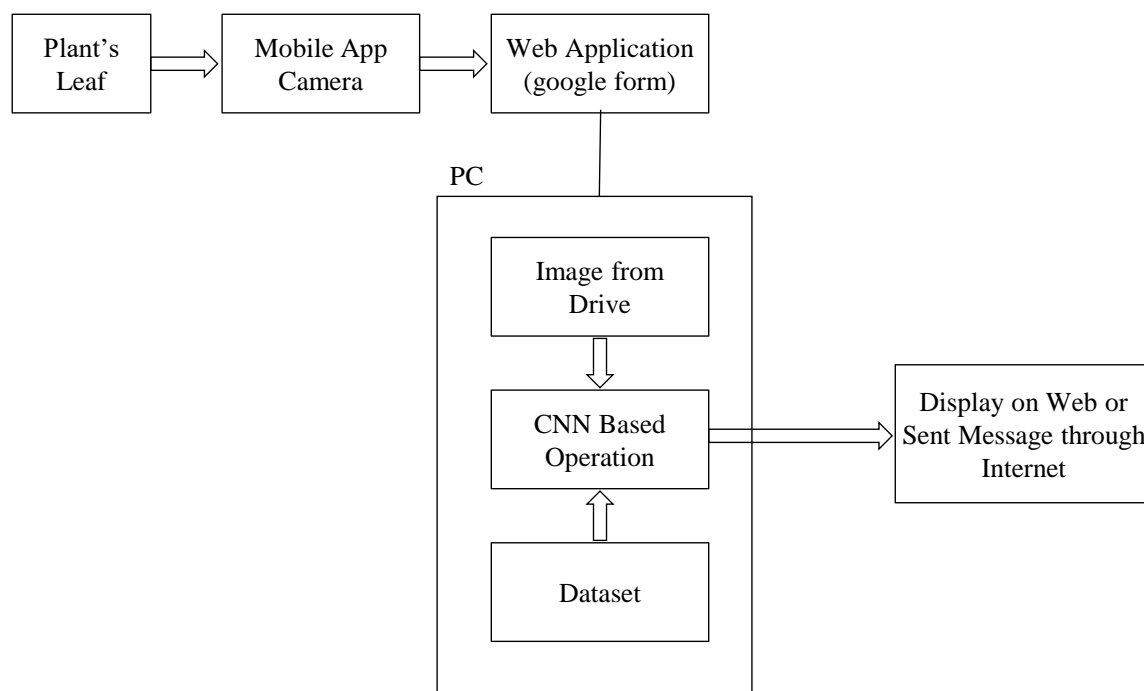 Plant's
Leaf
Mobile App
Camera
Web Application
(google form)
PC
Image from
Drive
CNN Based
Operation
Display on Web or
Sent Message through
Internet
Dataset